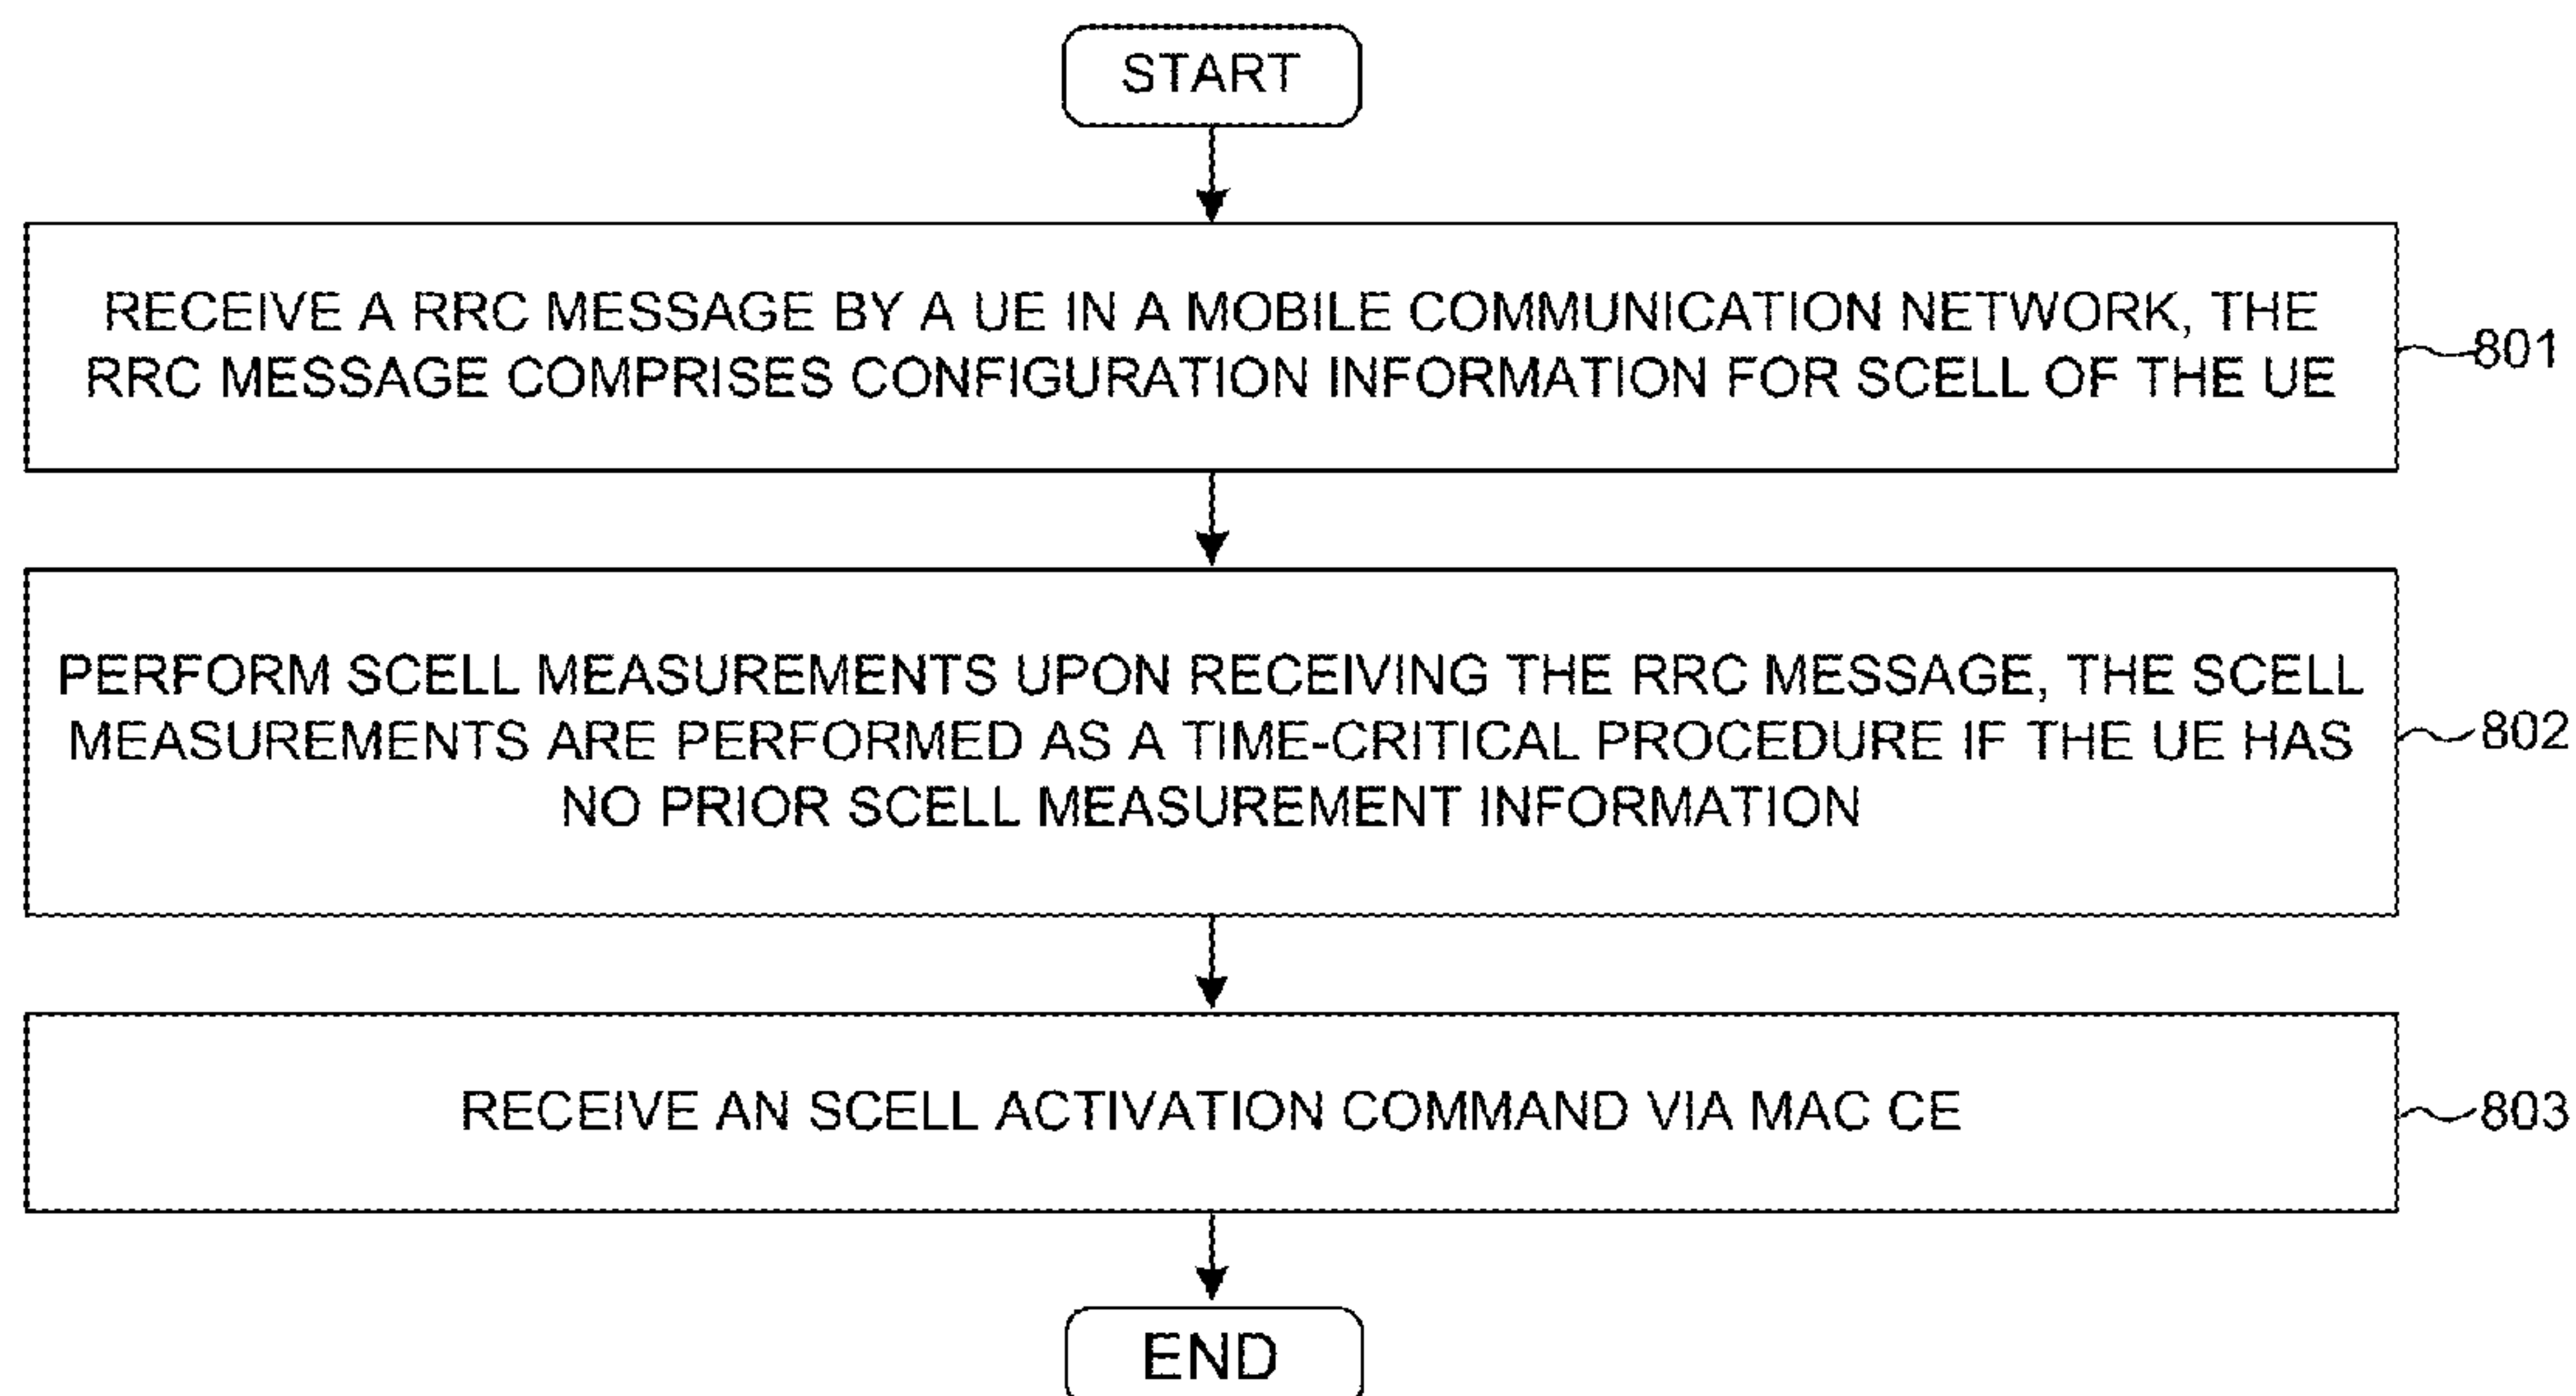 START
RECEIVE A RRC MESSAGE BY A UE IN A MOBILE COMMUNICATION NETWORK, THE
RRC MESSAGE COMPRISES CONFIGURATION INFORMATION FOR SCELL OF THE UE
801
PERFORM SCELL MEASUREMENTS UPON RECEIVING THE RRC MESSAGE, THE SCELL
MEASUREMENTS ARE PERFORMED AS A TIME-CRITICAL PROCEDURE IF THE UE HAS
NO PRIOR SCELL MEASUREMENT INFORMATION
802
RECEIVE AN SCELL ACTIVATION COMMAND VIA MAC CE
803
END